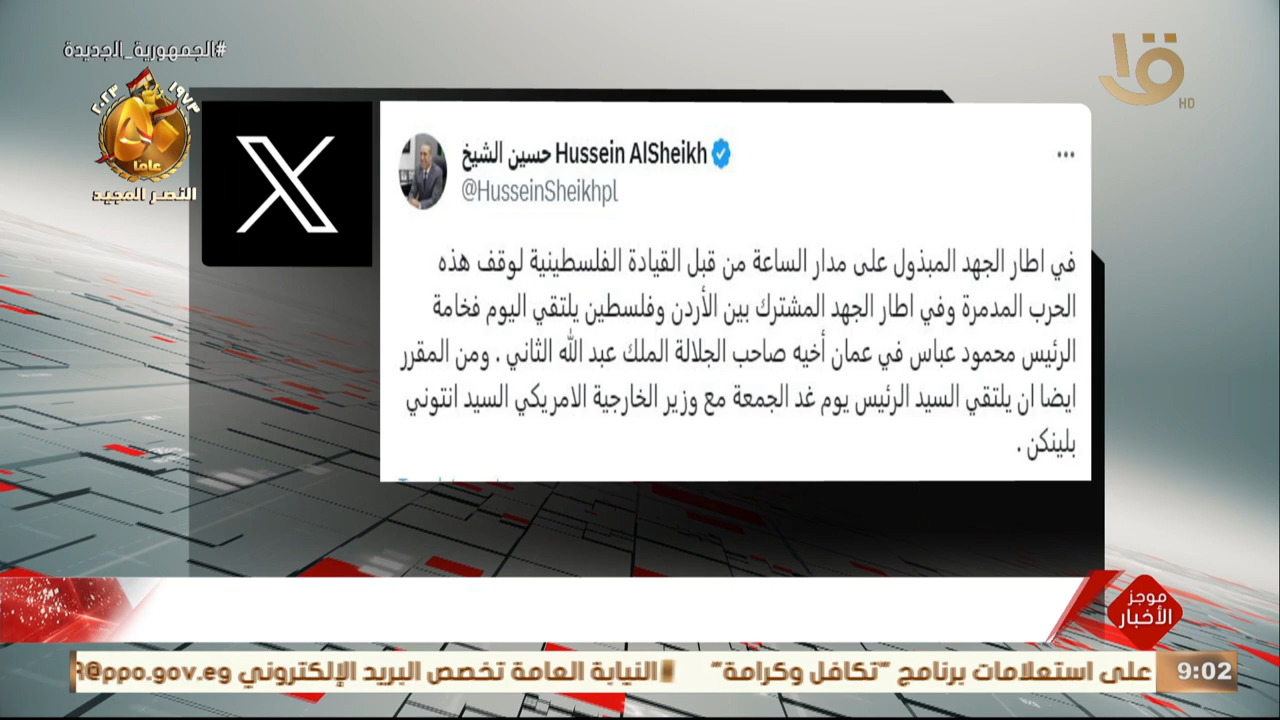 #الجمهورية_الجديدة
١٩٧٣
٢٠٢٣
٥٠
عاما
النصر المجيد
HD
X
حسين الشيخ Hussein AlSheikh
@HusseinSheikhpl
في اطار الجهد المبذول على مدار الساعة من قبل القيادة الفلسطينية لوقف هذه
الحرب المدمرة وفي اطار الجهد المشترك بين الأردن وفلسطين يلتقي اليوم فخامة
الرئيس محمود عباس في عمان أخيه صاحب الجلالة الملك عبد الله الثاني . ومن المقرر
ايضا ان يلتقي السيد الرئيس يوم غد الجمعة مع وزير الخارجية الامريكي السيد انتوني
بلينكن .
موجز
الأخبار
9:02
على استعلامات برنامج "تكافل وكرامة" النيابة العامة تخصص البريد الإلكتروني @ppo.gov.eg